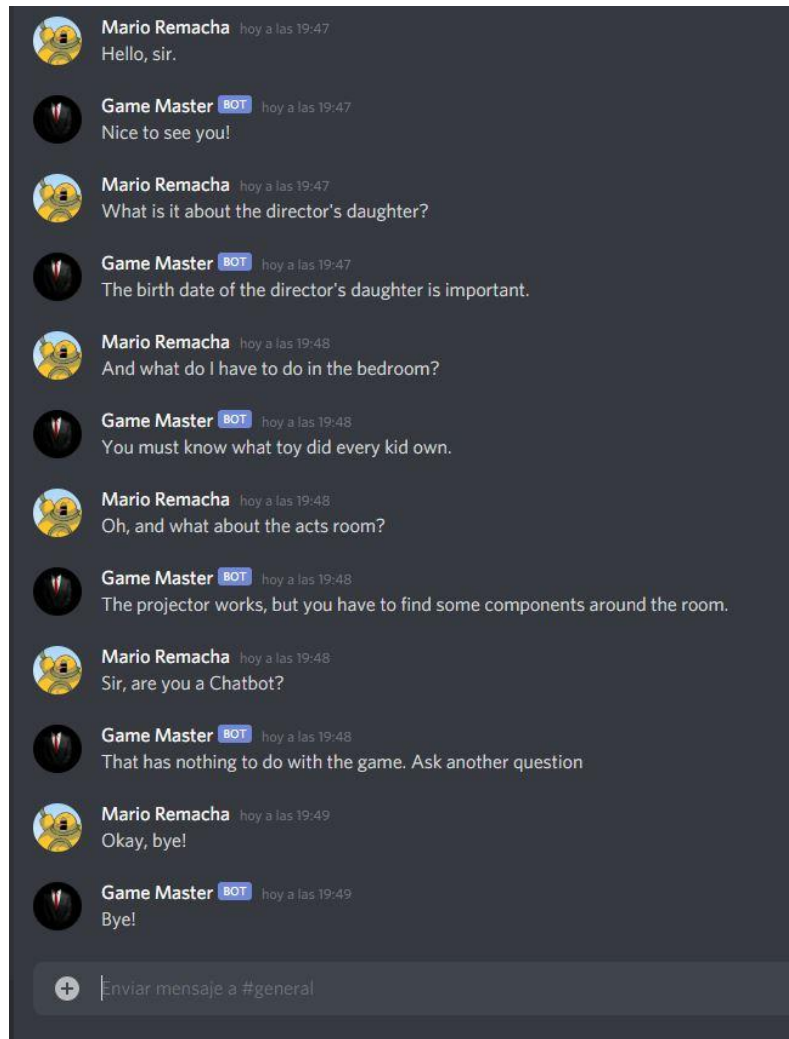 Mario Remacha hoy a las 19:47
Hello, sir.
Game Master BOT hoy a las 19:47
Nice to see you!
Mario Remacha hoy a las 19:47
What is it about the director's daughter?
Game Master BOT hoy a las 19:47
The birth date of the director's daughter is important.
Mario Remacha hoy a las 19:48
And what do I have to do in the bedroom?
Game Master BOT hoy a las 19:48
You must know what toy did every kid own.
Mario Remacha hoy a las 19:48
Oh, and what about the acts room?
Game Master BOT hoy a las 19:48
The projector works, but you have to find some components around the room.
Mario Remacha hoy a las 19:48
Sir, are you a Chatbot?
Game Master BOT hoy a las 19:48
That has nothing to do with the game. Ask another question
Mario Remacha hoy a las 19:49
Okay, bye!
Game Master BOT hoy a las 19:49
Bye!
Enviar mensaje a #general